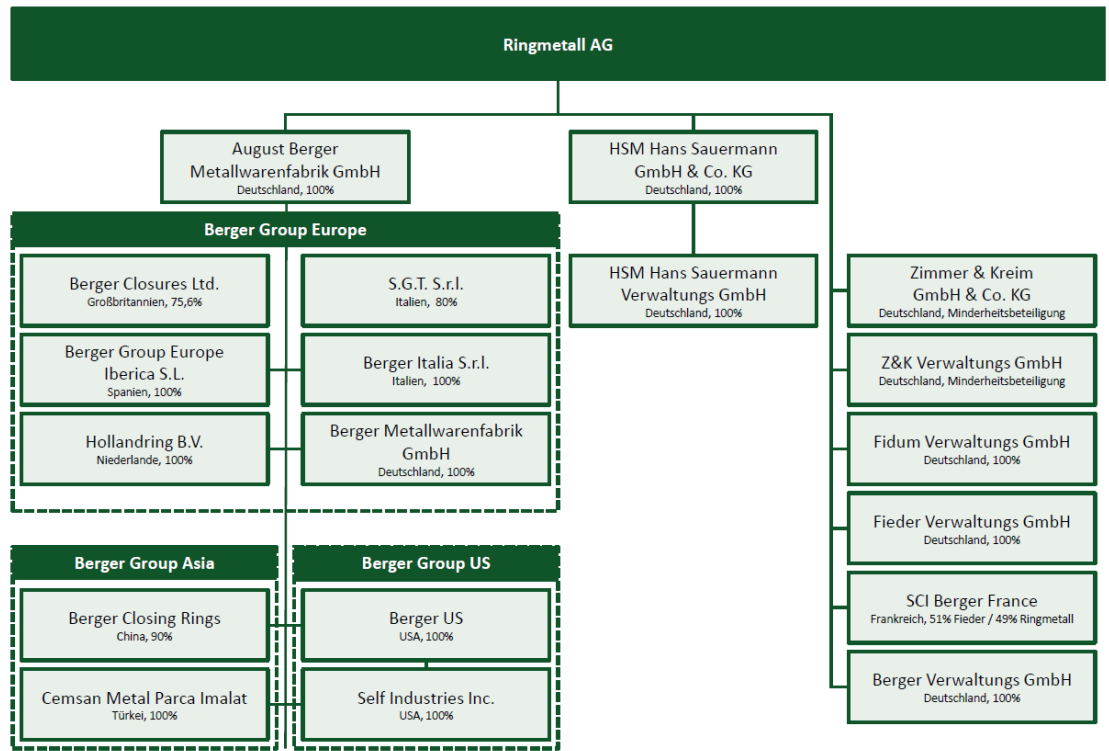 Ringmetall AG
August Berger
Metallwarenfabrik GmbH
Deutschland, 100%
HSM Hans Sauermann
GmbH & Co. KG
Deutschland, 100%
Berger Group Europe
Berger Closures Ltd.
Großbritannien, 75,6%
S.G.T. S.r.l.
Italien, 80%
Berger Group Europe
Iberica S.L.
Spanien, 100%
Berger Italia S.r.l.
Italien, 100%
Hollandring B.V.
Niederlande, 100%
Berger Metallwarenfabrik
GmbH
Deutschland, 100%
HSM Hans Sauermann
Verwaltungs GmbH
Deutschland, 100%
Zimmer & Kreim
GmbH & Co. KG
Deutschland, Minderheitsbeteiligung
Z&K Verwaltungs GmbH
Deutschland, Minderheitsbeteiligung
Fidum Verwaltungs GmbH
Deutschland, 100%
Fieder Verwaltungs GmbH
Deutschland, 100%
SCI Berger France
Frankreich, 51% Fieder / 49% Ringmetall
Berger Verwaltungs GmbH
Deutschland, 100%
Berger Group Asia
Berger Closing Rings
China, 90%
Cemsan Metal Parca Imalat
Türkei, 100%
Berger Group US
Berger US
USA, 100%
Self Industries Inc.
USA, 100%